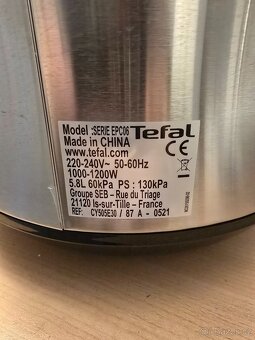 Model :SERIE EPC06 Tefal
Made in CHINA CE
www.tefal.com
220-240V~ 50-60Hz
1000-1200W
5.8L 60kPa PS : 130kPa
Groupe SEB - Rue du Triage
21120 Is-sur-Tille - France
REF: CY505E30 / 87 A - 0521